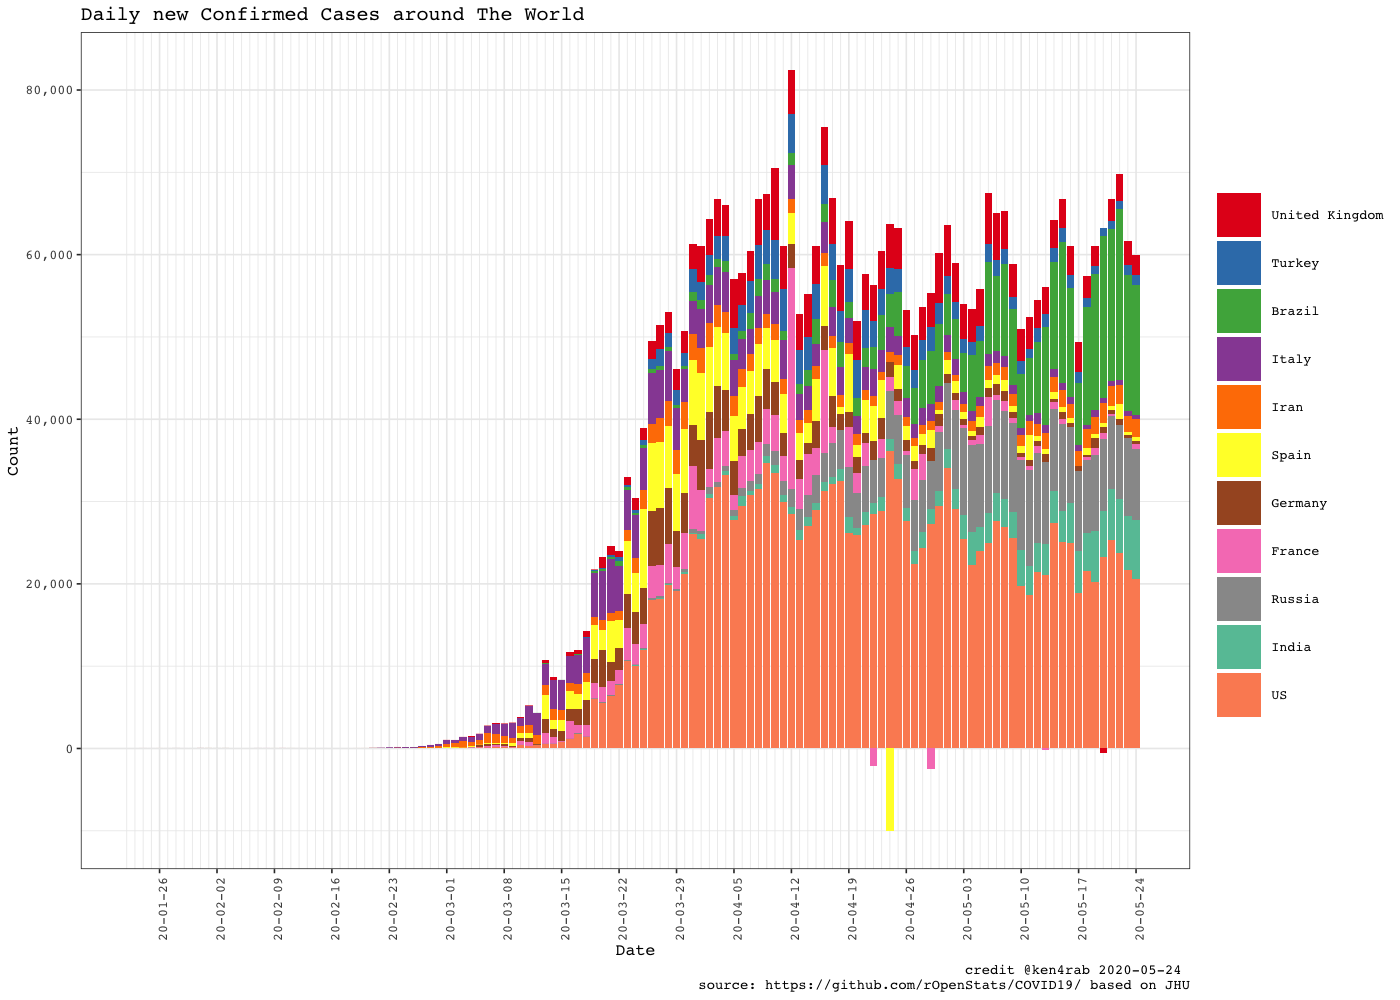 Daily new Confirmed Cases around The World
80,000
60,000
40,000
20,000
0
Count
20-01-26
20-02-02
20-02-09
20-02-16
20-02-23
20-03-01
20-03-08
20-03-15
20-03-22
20-03-29
20-04-05
20-04-12
20-04-19
20-04-26
20-05-03
20-05-10
20-05-17
20-05-24
Date
United Kingdom
Turkey
Brazil
Italy
Iran
Spain
Germany
France
Russia
India
US
credit @ken4rab 2020-05-24
source: https://github.com/rOpenStats/COVID19/ based on JHU